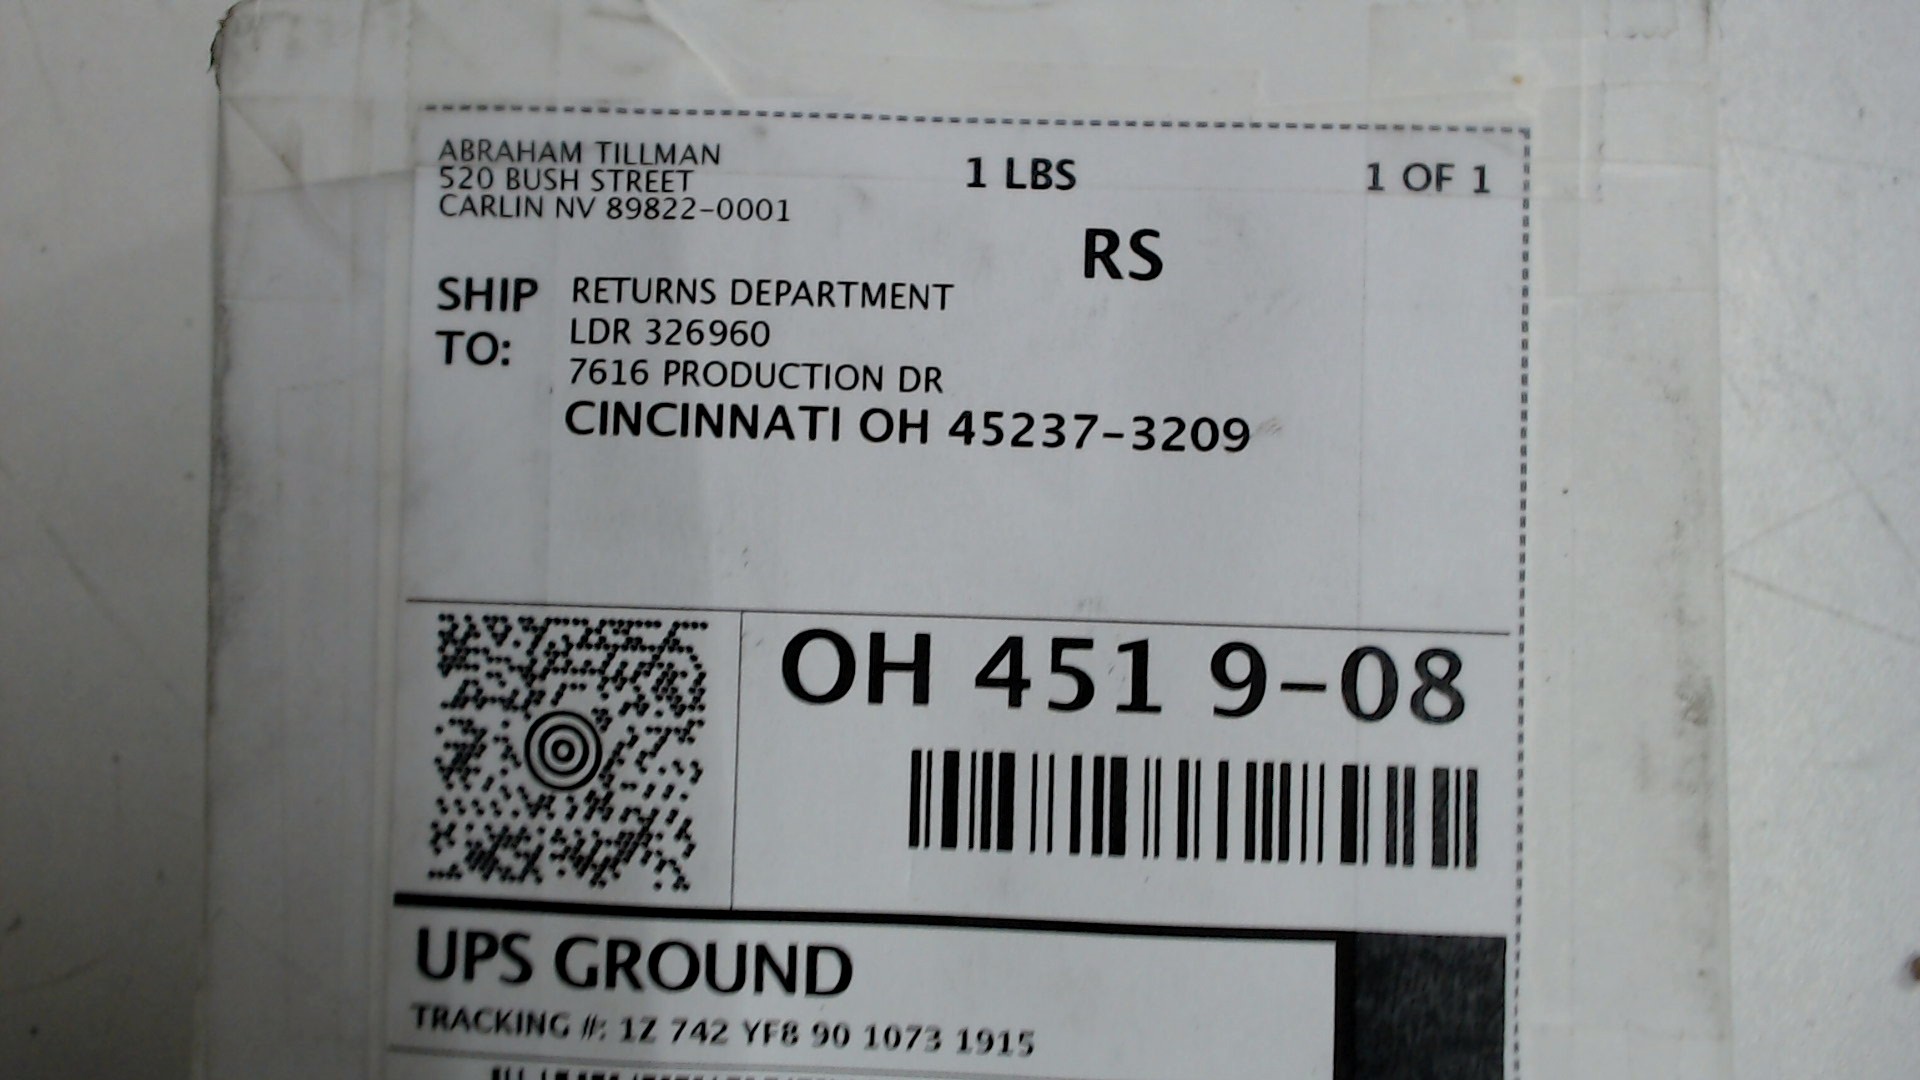 ABRAHAM TILLMAN
520 BUSH STREET
CARLIN NV 89822-0001
1 LBS
1 OF 1
RS
SHIP TO:
RETURNS DEPARTMENT
LDR 326960
7616 PRODUCTION DR
CINCINNATI OH 45237-3209
OH 451 9-08
UPS GROUND
TRACKING #: 1Z 742 YF8 90 1073 1915